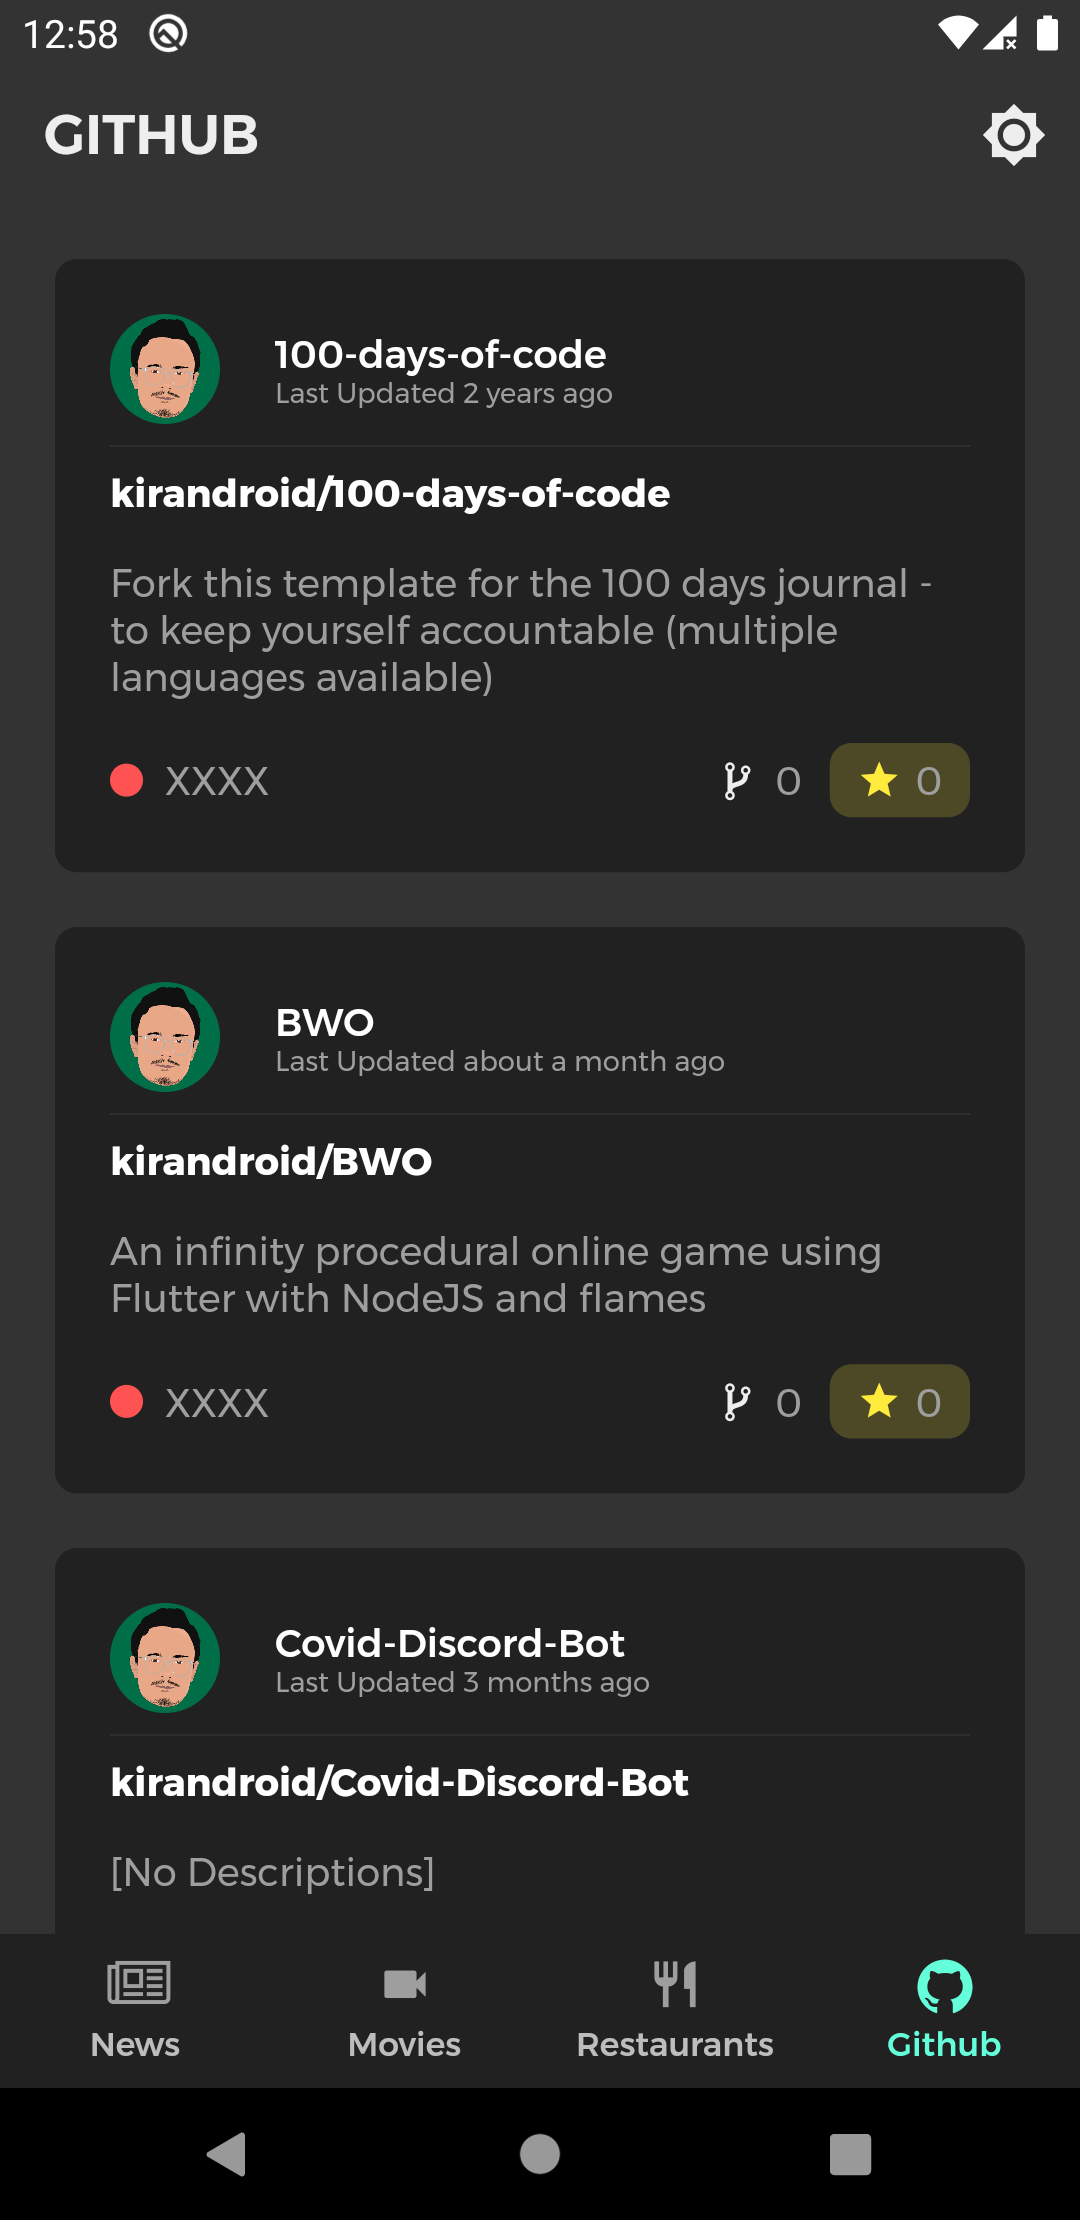 12:58
GITHUB
100-days-of-code
Last Updated 2 years ago
kirandroid/100-days-of-code
Fork this template for the 100 days journal -
to keep yourself accountable (multiple
languages available)
XXXX 0 0
BWO
Last Updated about a month ago
kirandroid/BWO
An infinity procedural online game using
Flutter with NodeJS and flames
XXXX 0 0
Covid-Discord-Bot
Last Updated 3 months ago
kirandroid/Covid-Discord-Bot
[No Descriptions]
News Movies Restaurants Github